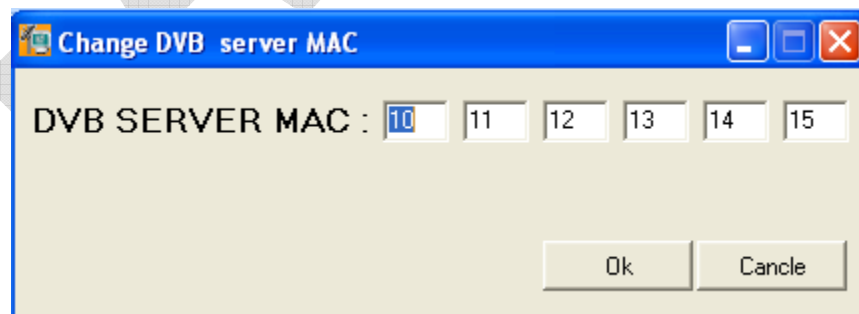 Change DVB server MAC
DVB SERVER MAC : 10 11 12 13 14 15
Ok Cancle